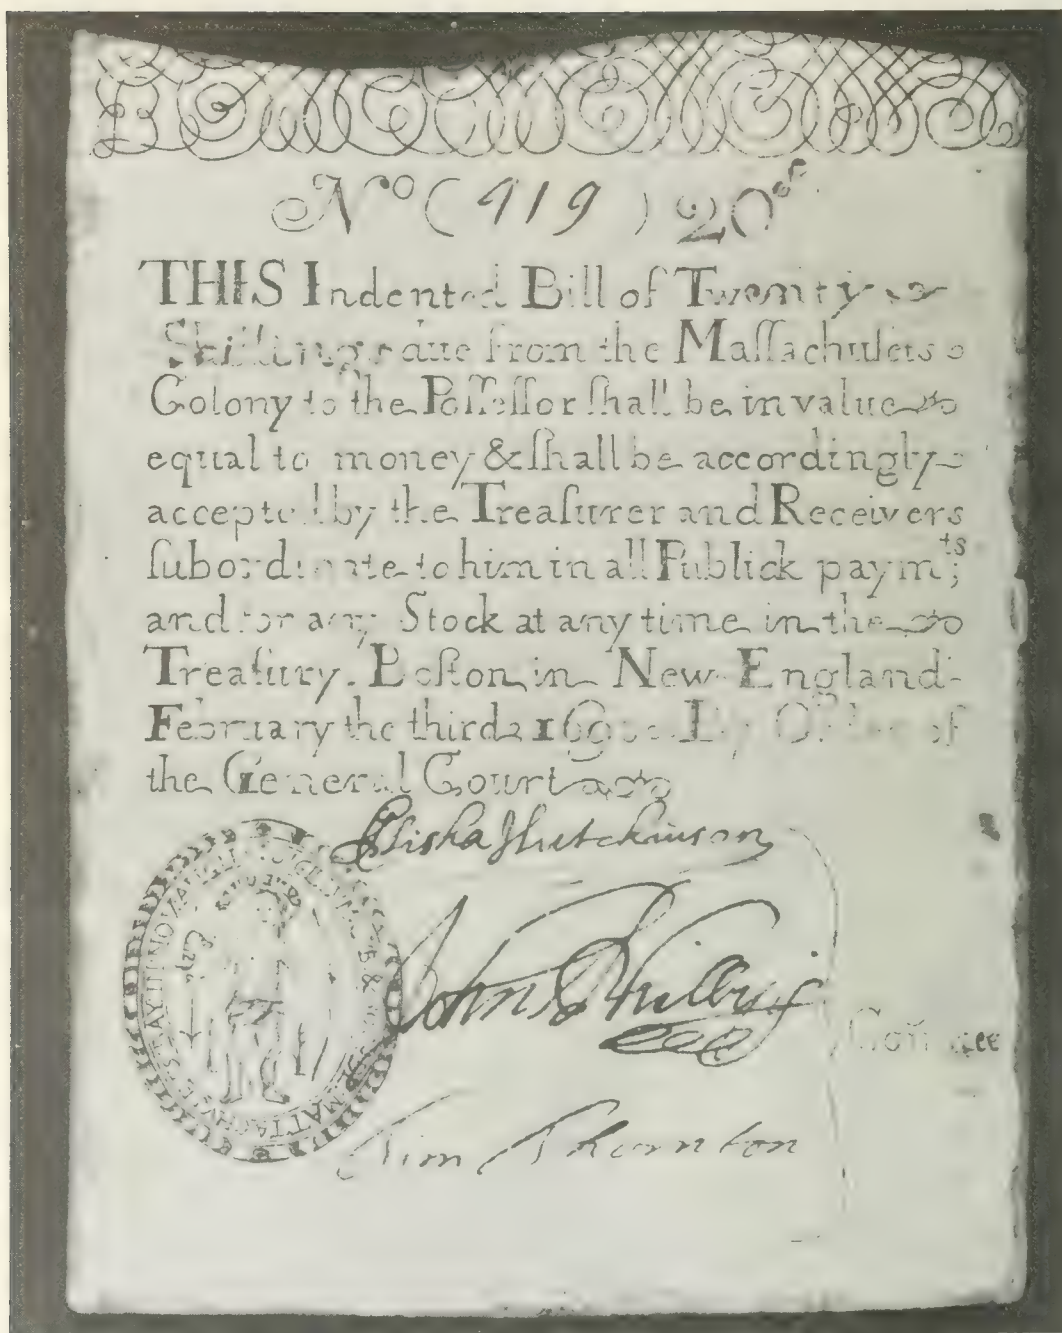 No (919) 20s
THIS Indented Bill of Twenty
Shillings due from the Maſſachuſets
Colony to the Poſſeſſor ſhall be in value
equal to money & ſhall be accordingly
accepted by the Treaſurer and Receivers
ſubordinate to him in all Publick paymts;
and for any Stock at any time in the
Treaſury. Boſton in New England
February the third 1690. By Order of
the General Court
Elisha Hutchinson
John Phillips
Com tee
Tim Thornton